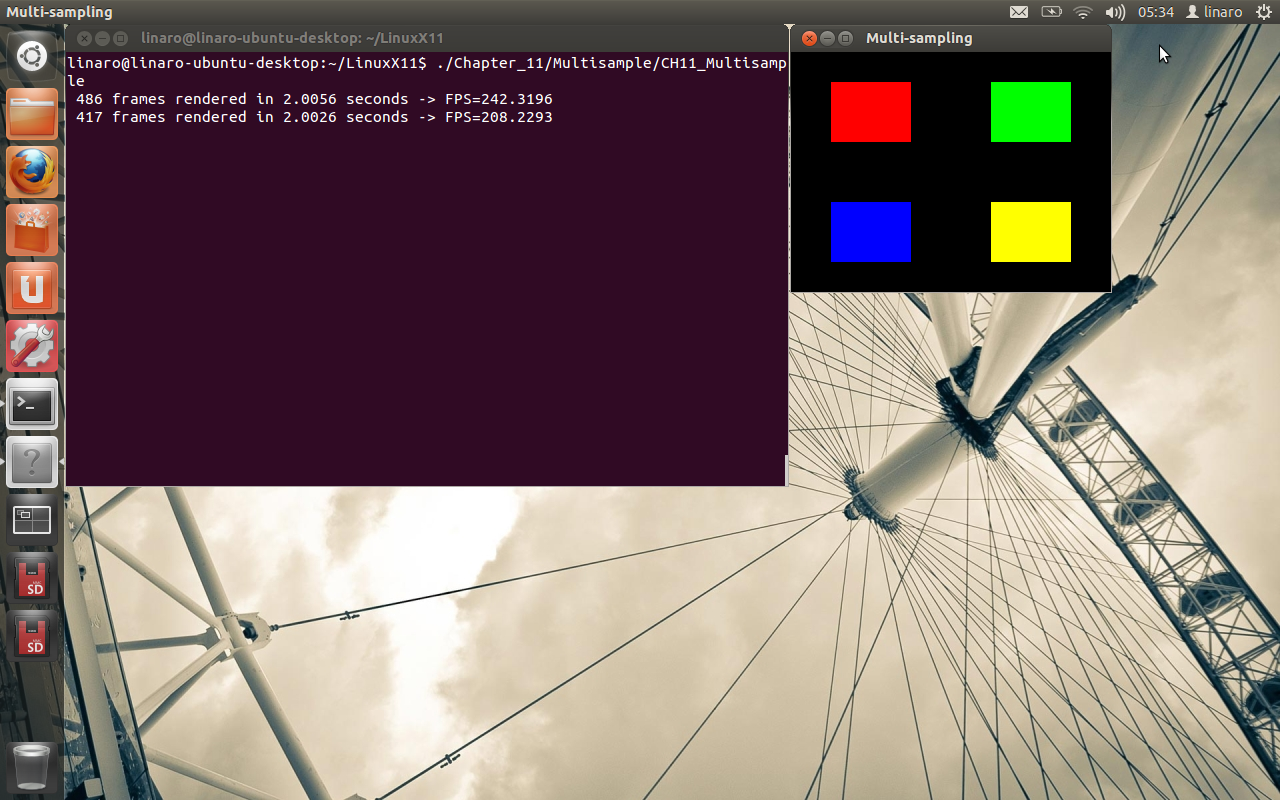 Multi-sampling
05:34 linaro
linaro@linaro-ubuntu-desktop: ~/LinuxX11
linaro@linaro-ubuntu-desktop:~/LinuxX11$ ./Chapter_11/Multisample/CH11_Multisamp
le
486 frames rendered in 2.0056 seconds -> FPS=242.3196
417 frames rendered in 2.0026 seconds -> FPS=208.2293
Multi-sampling
U
>_
?
SD
SD